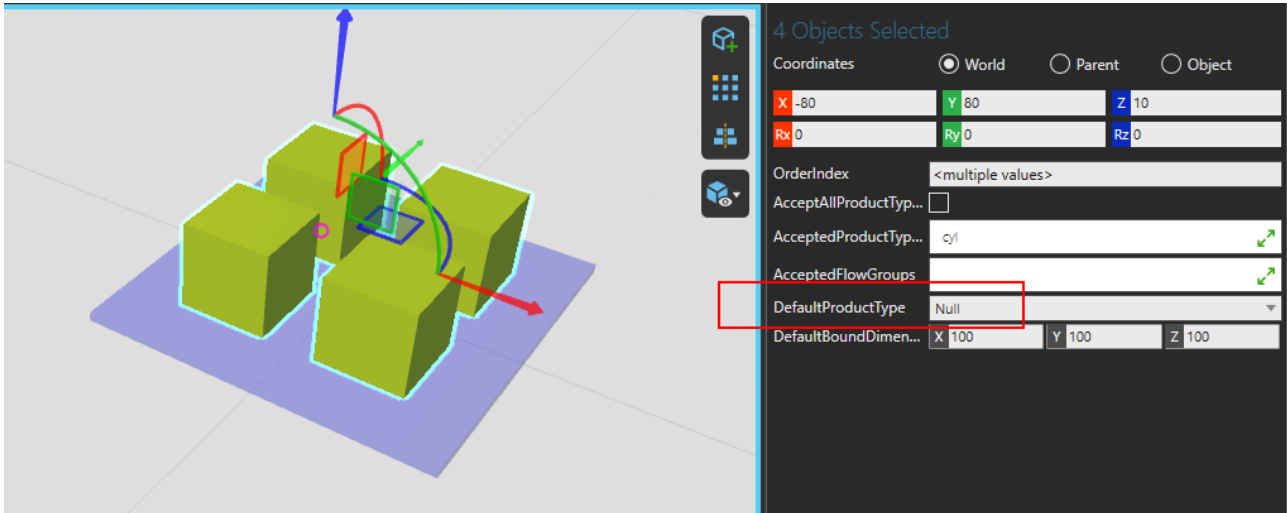 4 Objects Selected
Coordinates World Parent Object
X -80 Y 80 Z 10
Rx 0 Ry 0 Rz 0
OrderIndex <multiple values>
AcceptAllProductTyp...
AcceptedProductTyp... cyl
AcceptedFlowGroups
DefaultProductType Null
DefaultBoundDimen... X 100 Y 100 Z 100